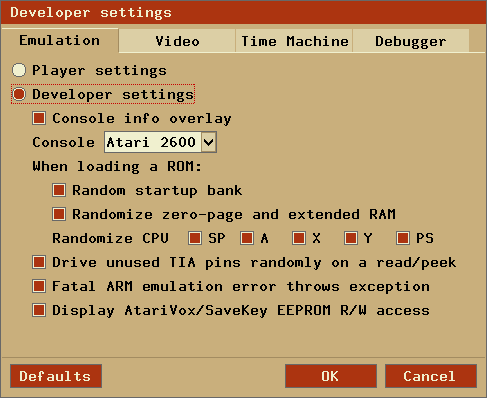 Developer settings
Emulation Video Time Machine Debugger
Player settings
Developer settings
Console info overlay
Console Atari 2600
When loading a ROM:
Random startup bank
Randomize zero-page and extended RAM
Randomize CPU SP A X Y PS
Drive unused TIA pins randomly on a read/peek
Fatal ARM emulation error throws exception
Display AtariVox/SaveKey EEPROM R/W access
Defaults OK Cancel